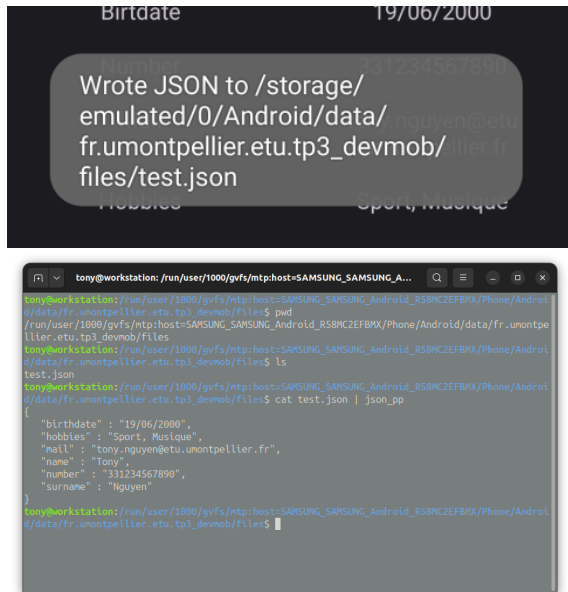 Birtdate 19/06/2000
Number 331234567890
Wrote JSON to /storage/
emulated/0/Android/data/
fr.umontpellier.etu.tp3_devmob/
files/test.json
ny.nguyen@etu
ellier.fr
Hobbies Sport, Musique
tony@workstation: /run/user/1000/gvfs/mtp:host=SAMSUNG_SAMSUNG_A...
tony@workstation:/run/user/1000/gvfs/mtp:host=SAMSUNG_SAMSUNG_Android_R58MC2EFBMX/Phone/Androi
d/data/fr.umontpellier.etu.tp3_devmob/files$ pwd
/run/user/1000/gvfs/mtp:host=SAMSUNG_SAMSUNG_Android_R58MC2EFBMX/Phone/Android/data/fr.umontpe
llier.etu.tp3_devmob/files
tony@workstation:/run/user/1000/gvfs/mtp:host=SAMSUNG_SAMSUNG_Android_R58MC2EFBMX/Phone/Androi
d/data/fr.umontpellier.etu.tp3_devmob/files$ ls
test.json
tony@workstation:/run/user/1000/gvfs/mtp:host=SAMSUNG_SAMSUNG_Android_R58MC2EFBMX/Phone/Androi
d/data/fr.umontpellier.etu.tp3_devmob/files$ cat test.json | json_pp
{
"birthdate" : "19/06/2000",
"hobbies" : "Sport, Musique",
"mail" : "tony.nguyen@etu.umontpellier.fr",
"name" : "Tony",
"number" : "331234567890",
"surname" : "Nguyen"
}
tony@workstation:/run/user/1000/gvfs/mtp:host=SAMSUNG_SAMSUNG_Android_R58MC2EFBMX/Phone/Androi
d/data/fr.umontpellier.etu.tp3_devmob/files$